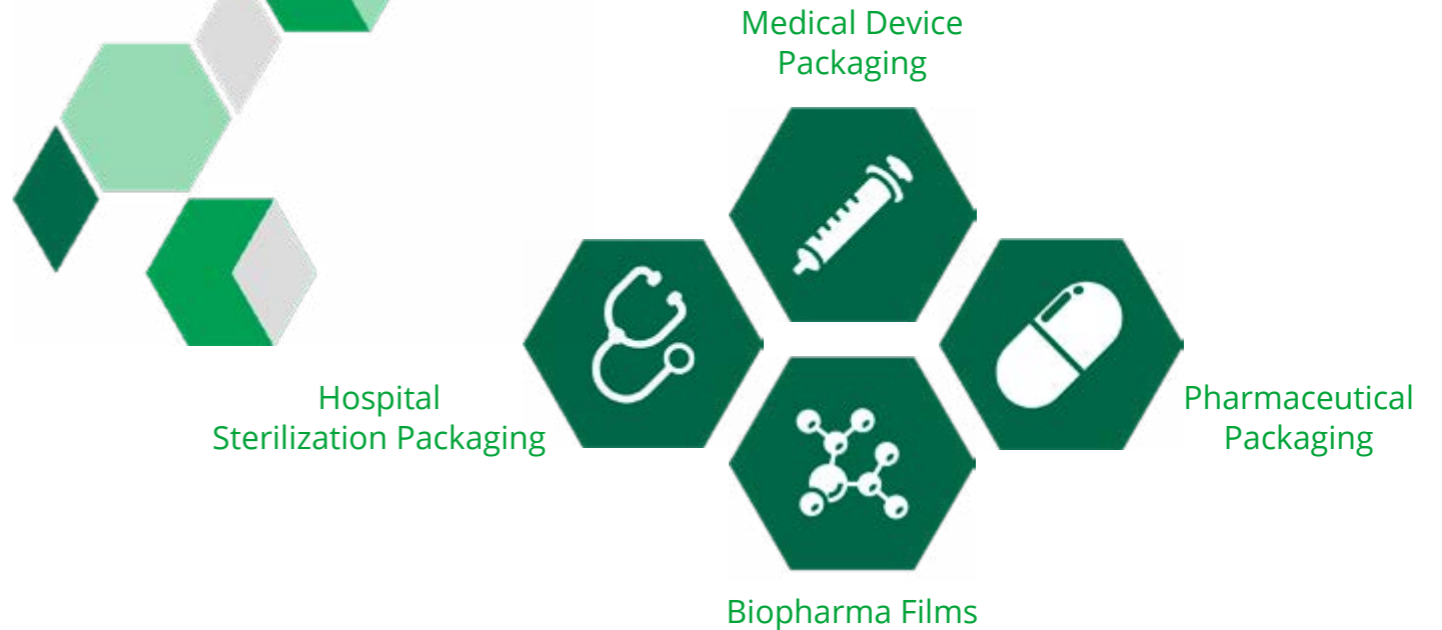 Medical Device
Packaging
Hospital
Sterilization Packaging
Pharmaceutical
Packaging
Biopharma Films